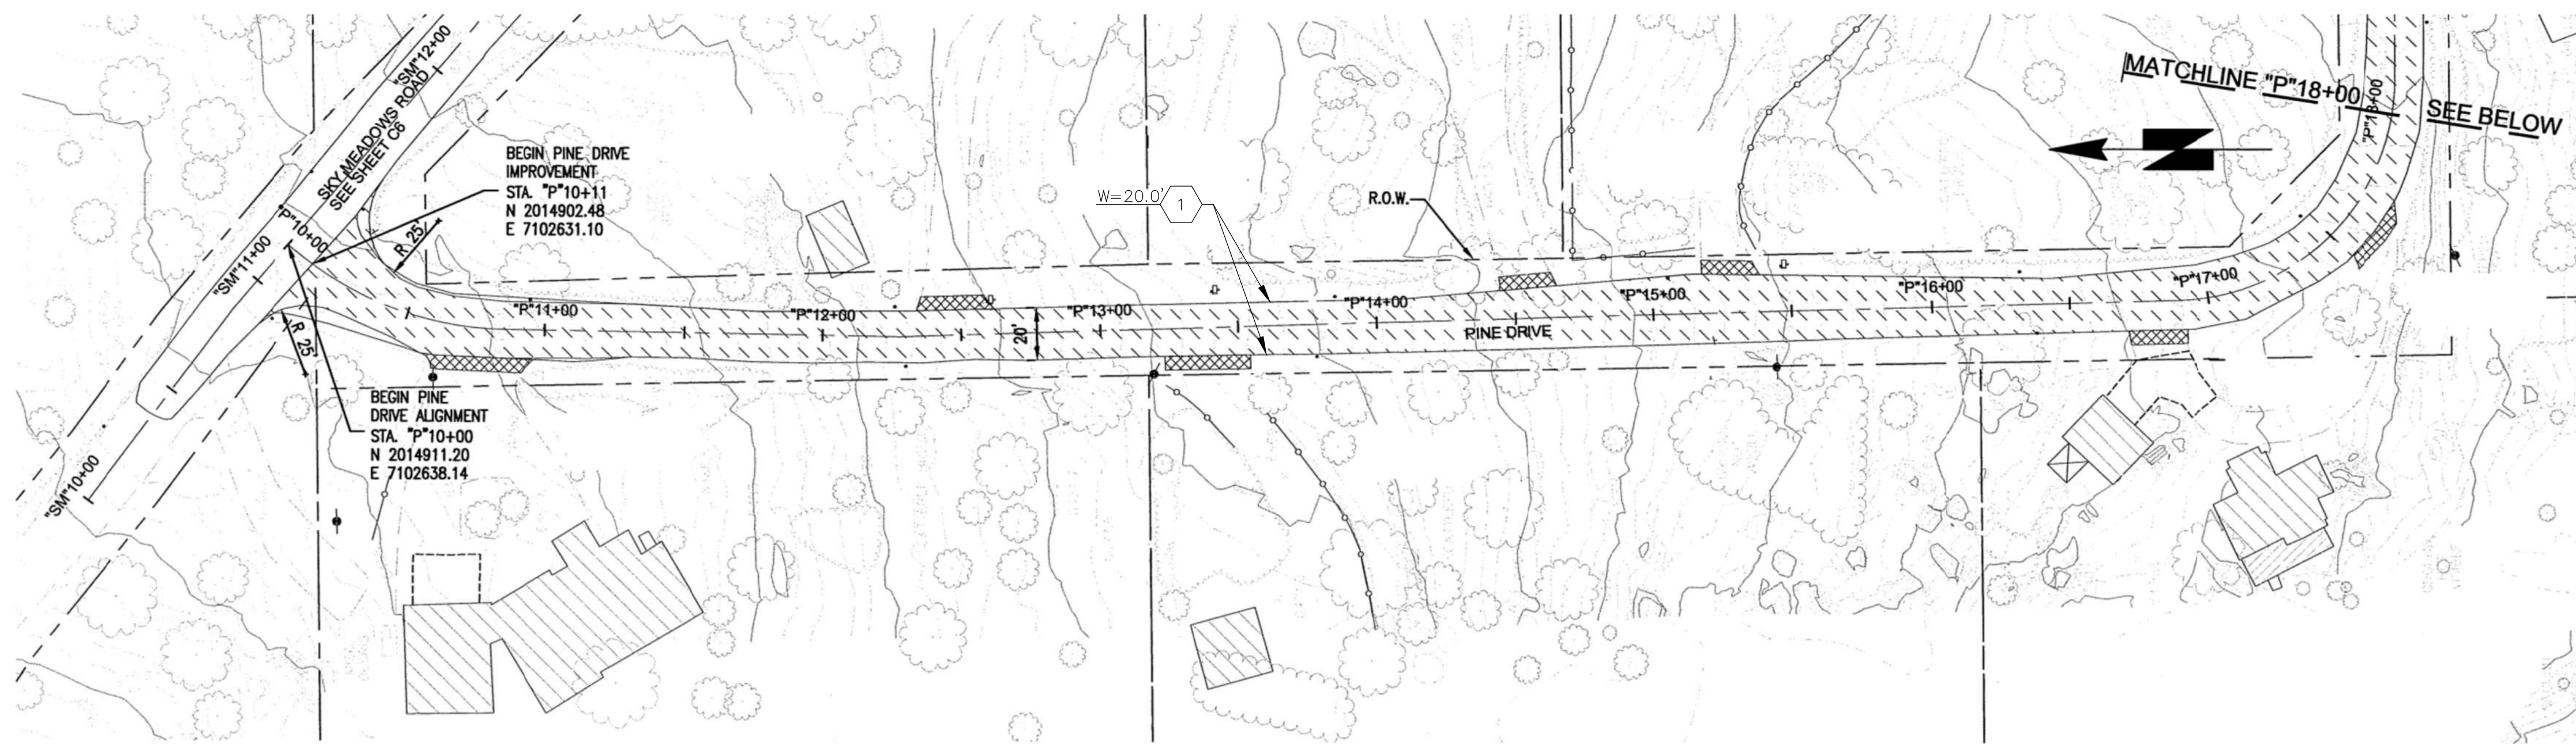 "SM"12+00
SKY MEADOWS ROAD
SEE SHEET C6
"P"10+00
"SM"11+00
"SM"10+00
R 25'
R 25'
BEGIN PINE DRIVE
IMPROVEMENT
STA. "P"10+11
N 2014902.48
E 7102631.10
BEGIN PINE
DRIVE ALIGNMENT
STA. "P"10+00
N 2014911.20
E 7102638.14
"P"11+00
"P"12+00
20'
"P"13+00
W=20.0'
1
"P"14+00
R.O.W.
PINE DRIVE
"P"15+00
"P"16+00
"P"17+00
"P"18+00
MATCHLINE "P"18+00
SEE BELOW